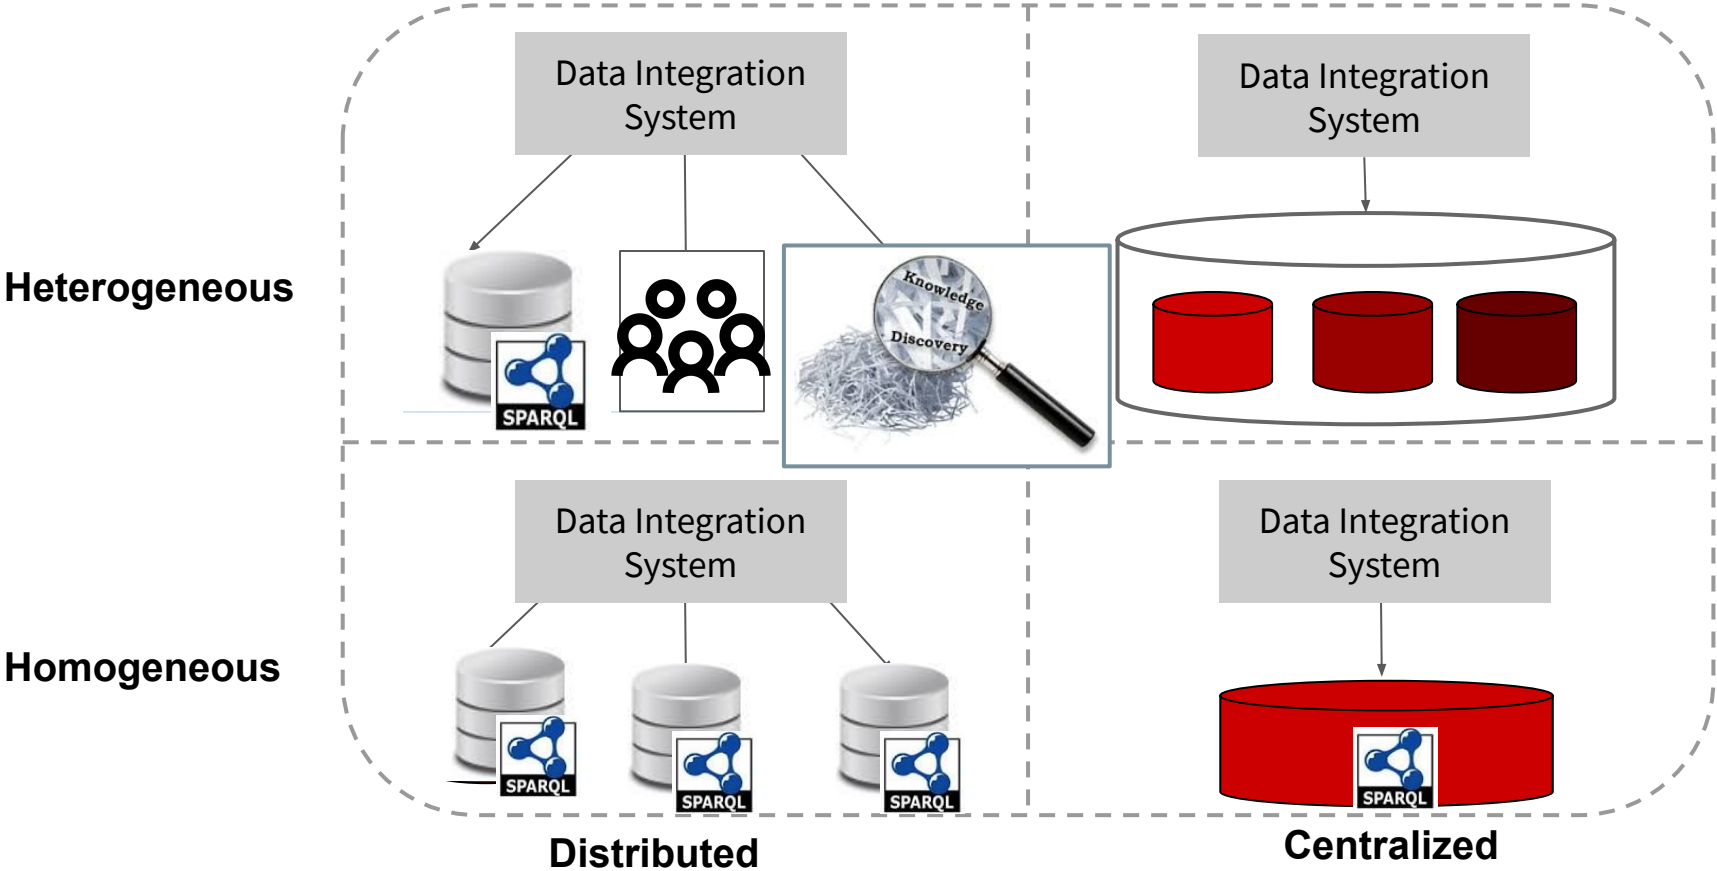 Data Integration
System
Data Integration
System
Heterogeneous
Knowledge
Discovery
SPARQL
Data Integration
System
Data Integration
System
Homogeneous
SPARQL
SPARQL
SPARQL
SPARQL
Distributed
Centralized